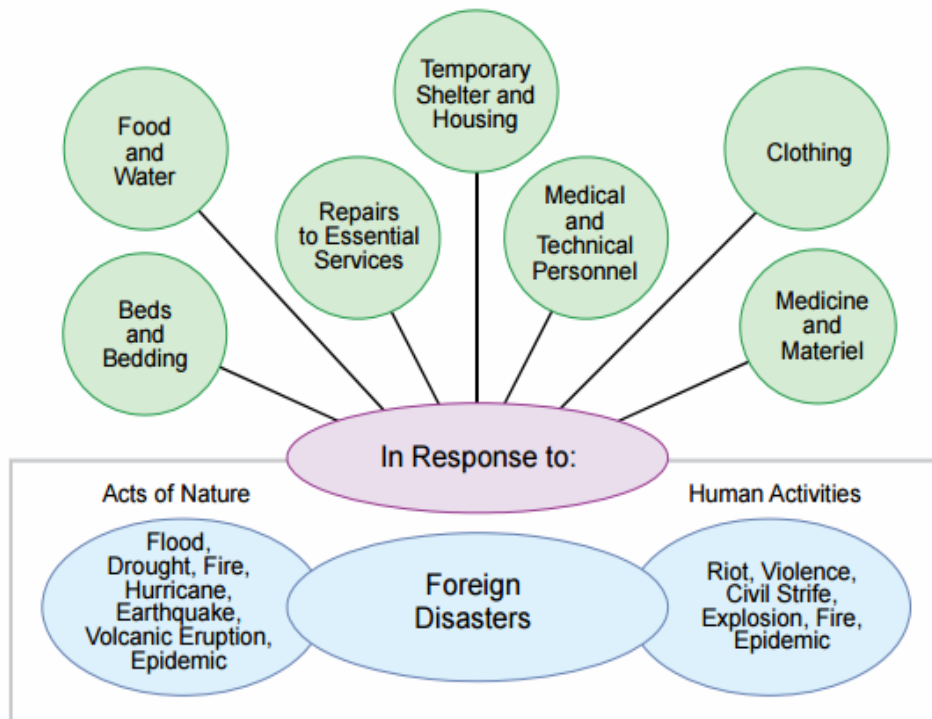 Temporary
Shelter and
Housing
Food
and
Water
Clothing
Repairs
to Essential
Services
Medical
and
Technical
Personnel
Beds
and
Bedding
Medicine
and
Materiel
In Response to:
Acts of Nature
Human Activities
Flood,
Drought, Fire,
Hurricane,
Earthquake,
Volcanic Eruption,
Epidemic
Foreign
Disasters
Riot, Violence,
Civil Strife,
Explosion, Fire,
Epidemic